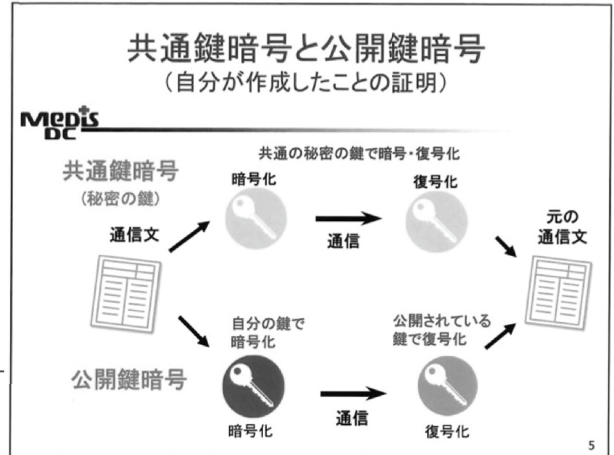 共通鍵暗号と公開鍵暗号
（自分が作成したことの証明）
MEDIS
DC
共通の秘密の鍵で暗号・復号化
共通鍵暗号
（秘密の鍵）
暗号化
復号化
通信文
通信
元の
通信文
自分の鍵で
暗号化
公開されている
鍵で復号化
公開鍵暗号
通信
暗号化
復号化
5